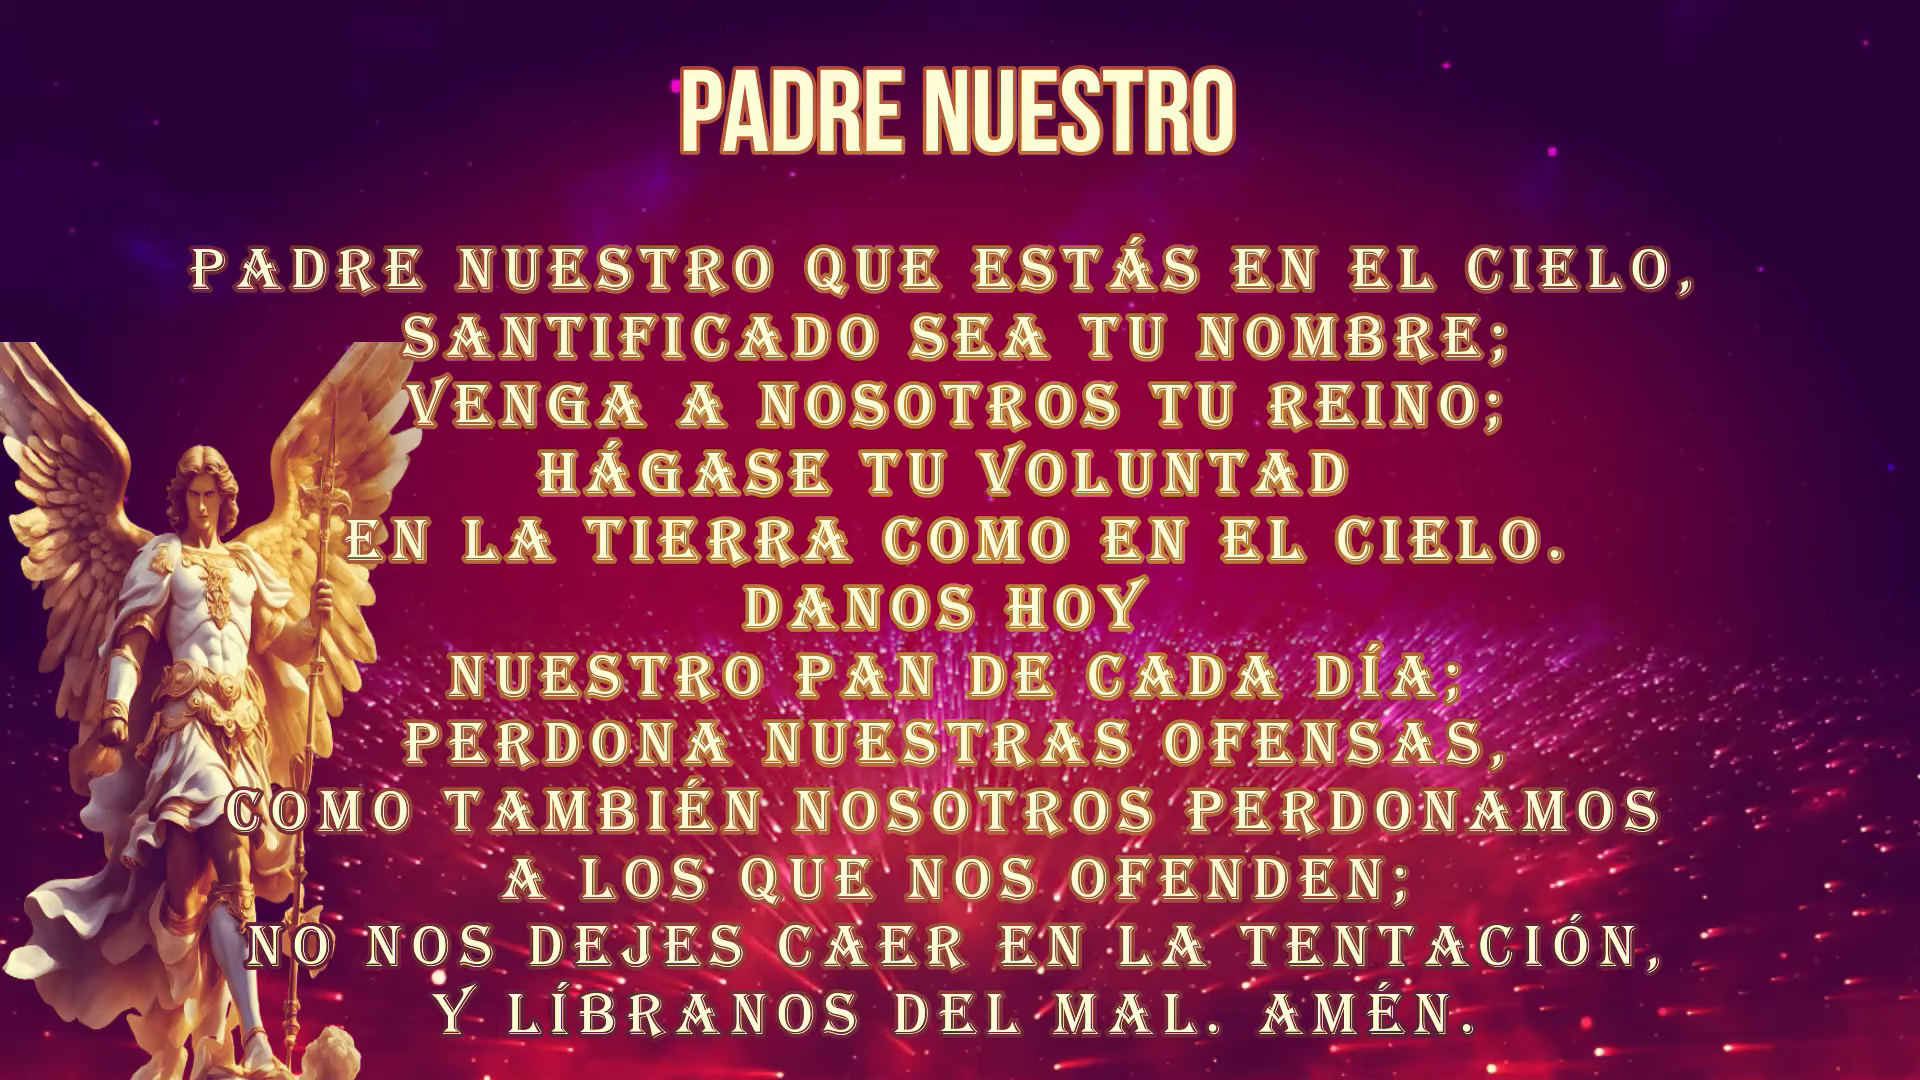 PADRE NUESTRO
PADRE NUESTRO QUE ESTÁS EN EL CIELO,
SANTIFICADO SEA TU NOMBRE;
VENGA A NOSOTROS TU REINO;
HÁGASE TU VOLUNTAD
EN LA TIERRA COMO EN EL CIELO.
DANOS HOY
NUESTRO PAN DE CADA DÍA;
PERDONA NUESTRAS OFENSAS,
COMO TAMBIÉN NOSOTROS PERDONAMOS
A LOS QUE NOS OFENDEN;
NO NOS DEJES CAER EN LA TENTACIÓN,
Y LÍBRANOS DEL MAL. AMÉN.